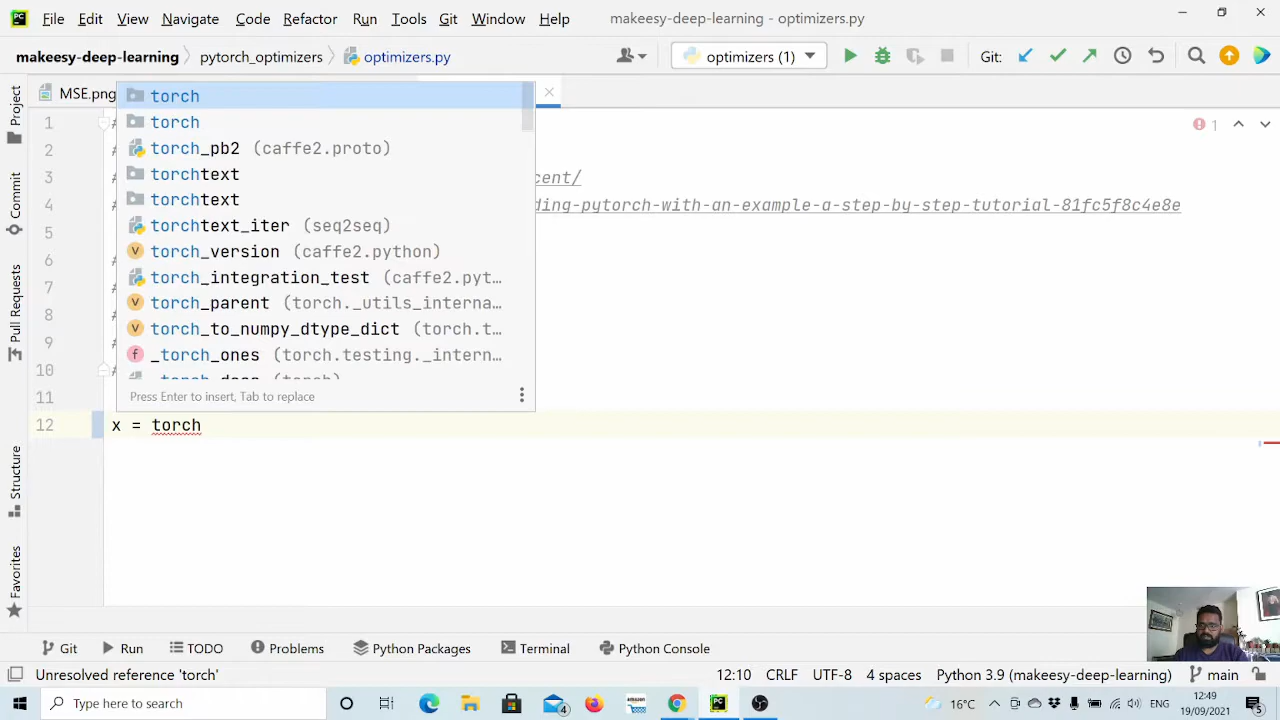 PC File Edit View Navigate Code Refactor Run Tools Git Window Help makeesy-deep-learning - optimizers.py
makeesy-deep-learning pytorch_optimizers optimizers.py optimizers (1) Git:
MSE.png
torch
torch
torch_pb2 (caffe2.proto)
torchtext
torchtext
torchtext_iter (seq2seq)
torch_version (caffe2.python)
torch_integration_test (caffe2.pyt…
torch_parent (torch._utils_interna…
torch_to_numpy_dtype_dict (torch.t…
_torch_ones (torch.testing._intern…
Press Enter to insert, Tab to replace
1 # 1
2 #
3 # cent/
4 # ding-pytorch-with-an-example-a-step-by-step-tutorial-81fc5f8c4e8e
5
6 #
7 #
8 #
9 #
10 #
11
12 x = torch
Project
Commit
Pull Requests
Structure
Favorites
Git Run TODO Problems Python Packages Terminal Python Console
Unresolved reference 'torch' 12:10 CRLF UTF-8 4 spaces Python 3.9 (makeesy-deep-learning) main
Type here to search 4 amazon PC 16°C ENG 12:49
19/09/2021 5